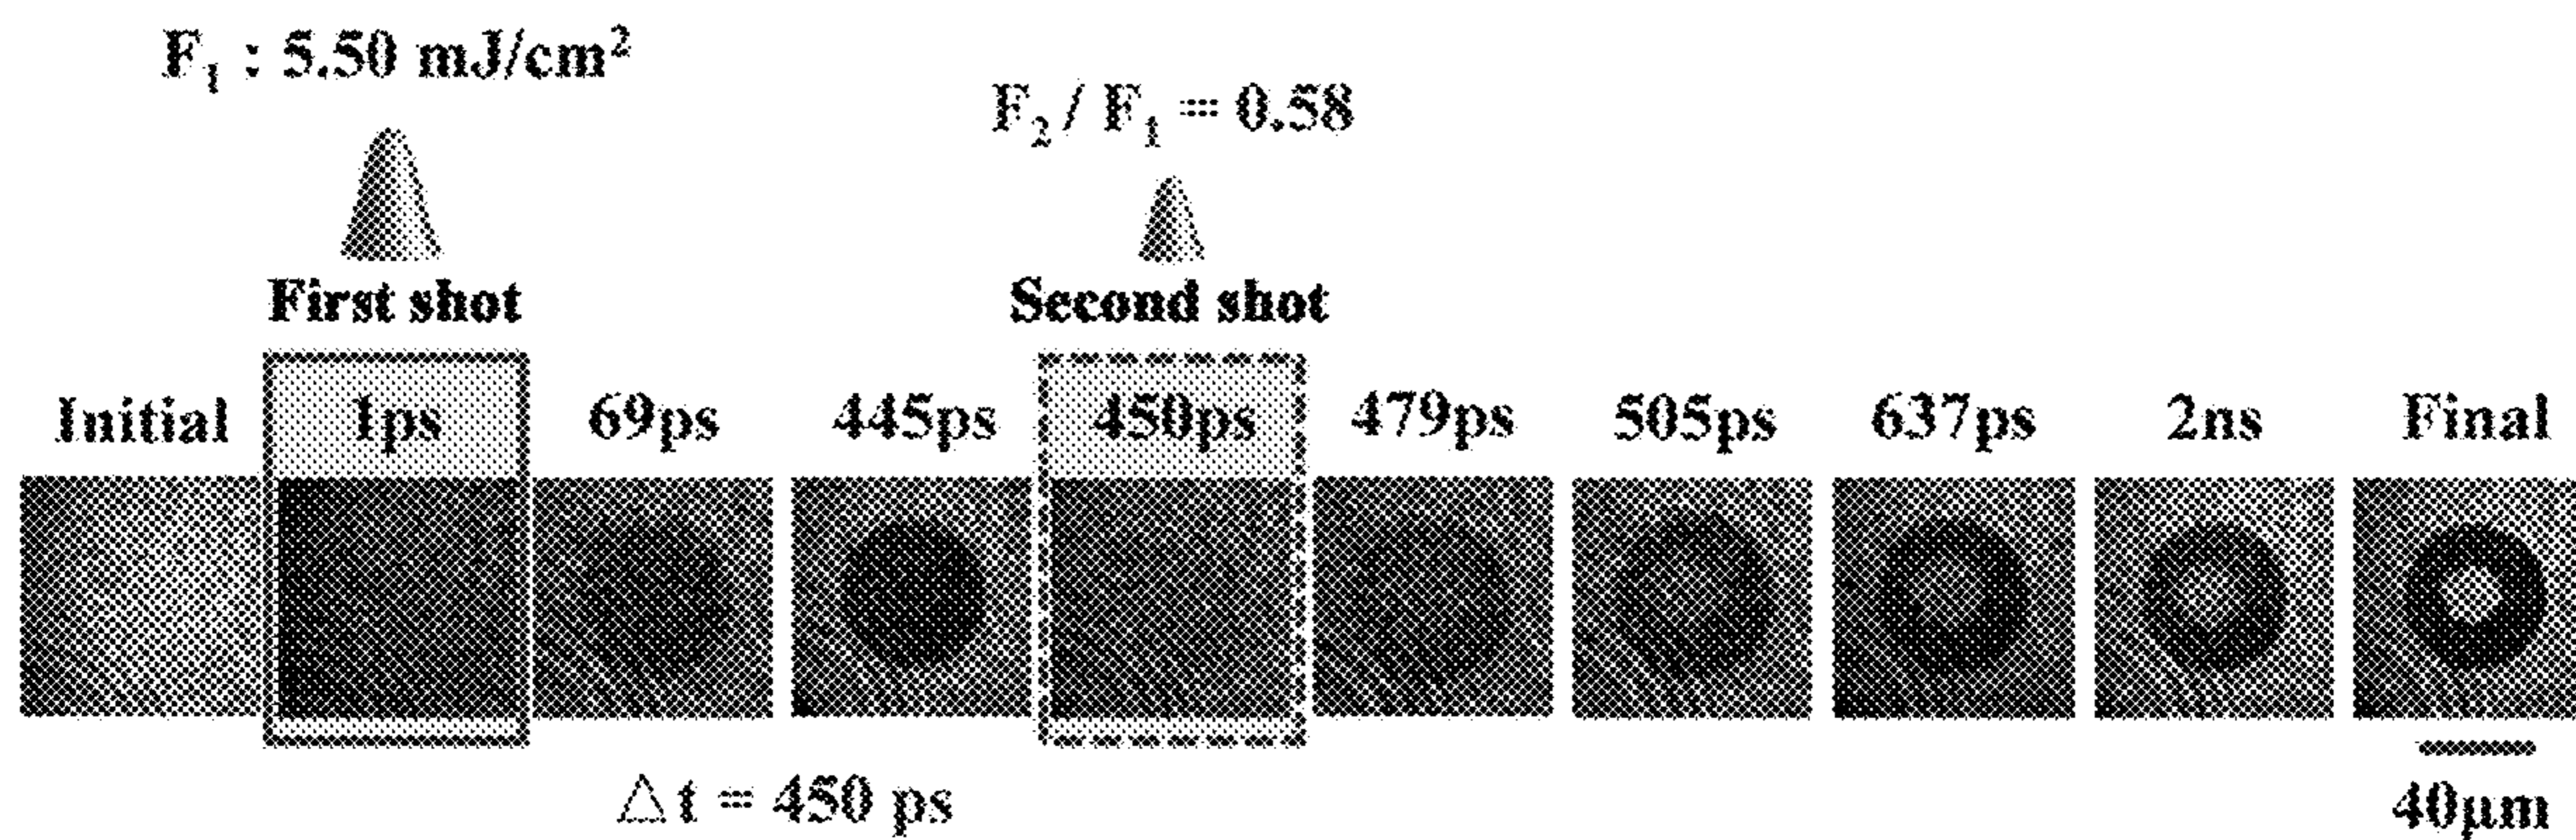 F₁ : 5.50 mJ/cm²
F₂ / F₁ = 0.58
First shot
Second shot
Initial 1ps 69ps 445ps 450ps 479ps 505ps 637ps 2ns Final
△t = 450 ps
40μm